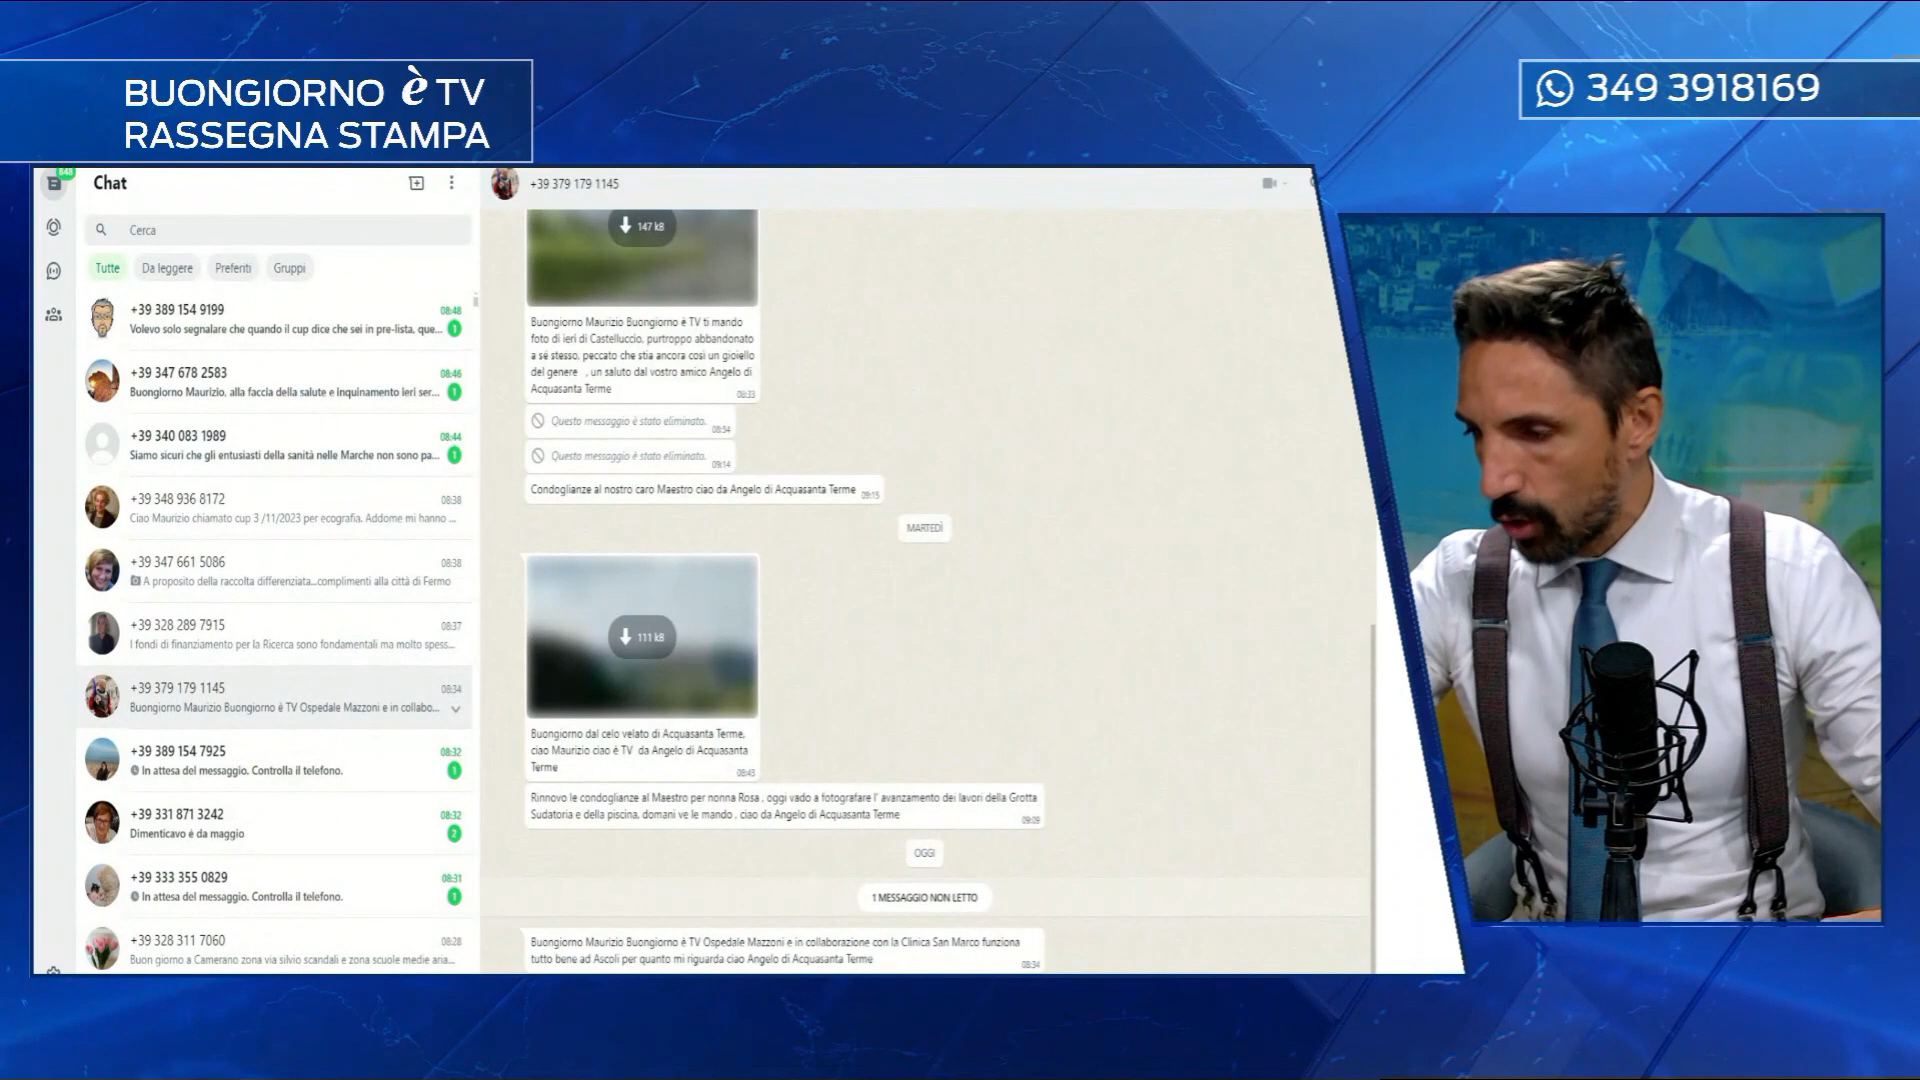 BUONGIORNO è TV
RASSEGNA STAMPA
349 3918169
848
Chat
Cerca
Tutte
Da leggere
Preferiti
Gruppi
+39 389 154 9199
08:48
Volevo solo segnalare che quando il cup dice che sei in pre-lista, que...
1
+39 347 678 2583
08:46
Buongiorno Maurizio, alla faccia della salute e inquinamento ieri ser...
1
+39 340 083 1989
08:44
Siamo sicuri che gli entusiasti della sanità nelle Marche non sono pa...
1
+39 348 936 8172
08:38
Ciao Maurizio chiamato cup 3 /11/2023 per ecografia. Addome mi hanno ...
+39 347 661 5086
08:38
A proposito della raccolta differenziata...complimenti alla città di Fermo
+39 328 289 7915
08:37
I fondi di finanziamento per la Ricerca sono fondamentali ma molto spess...
+39 379 179 1145
08:34
Buongiorno Maurizio Buongiorno è TV Ospedale Mazzoni e in collabo...
+39 389 154 7925
08:32
In attesa del messaggio. Controlla il telefono.
1
+39 331 871 3242
08:32
Dimenticavo è da maggio
2
+39 333 355 0829
08:31
In attesa del messaggio. Controlla il telefono.
1
+39 328 311 7060
08:28
Buon giorno a Camerano zona via silvio scandali e zona scuole medie aria...
+39 379 179 1145
147 kB
Buongiorno Maurizio Buongiorno è TV ti mando
foto di ieri di Castelluccio, purtroppo abbandonato
a sé stesso, peccato che stia ancora così un gioiello
del genere , un saluto dal vostro amico Angelo di
Acquasanta Terme
08:33
Questo messaggio è stato eliminato.
08:34
Questo messaggio è stato eliminato.
09:14
Condoglianze al nostro caro Maestro ciao da Angelo di Acquasanta Terme
09:15
MARTEDÌ
111 kB
Buongiorno dal celo velato di Acquasanta Terme,
ciao Maurizio ciao è TV da Angelo di Acquasanta
Terme
08:43
Rinnovo le condoglianze al Maestro per nonna Rosa , oggi vado a fotografare l' avanzamento dei lavori della Grotta
Sudatoria e della piscina, domani ve le mando , ciao da Angelo di Acquasanta Terme
09:09
OGGI
1 MESSAGGIO NON LETTO
Buongiorno Maurizio Buongiorno è TV Ospedale Mazzoni e in collaborazione con la Clinica San Marco funziona
tutto bene ad Ascoli per quanto mi riguarda ciao Angelo di Acquasanta Terme
08:34